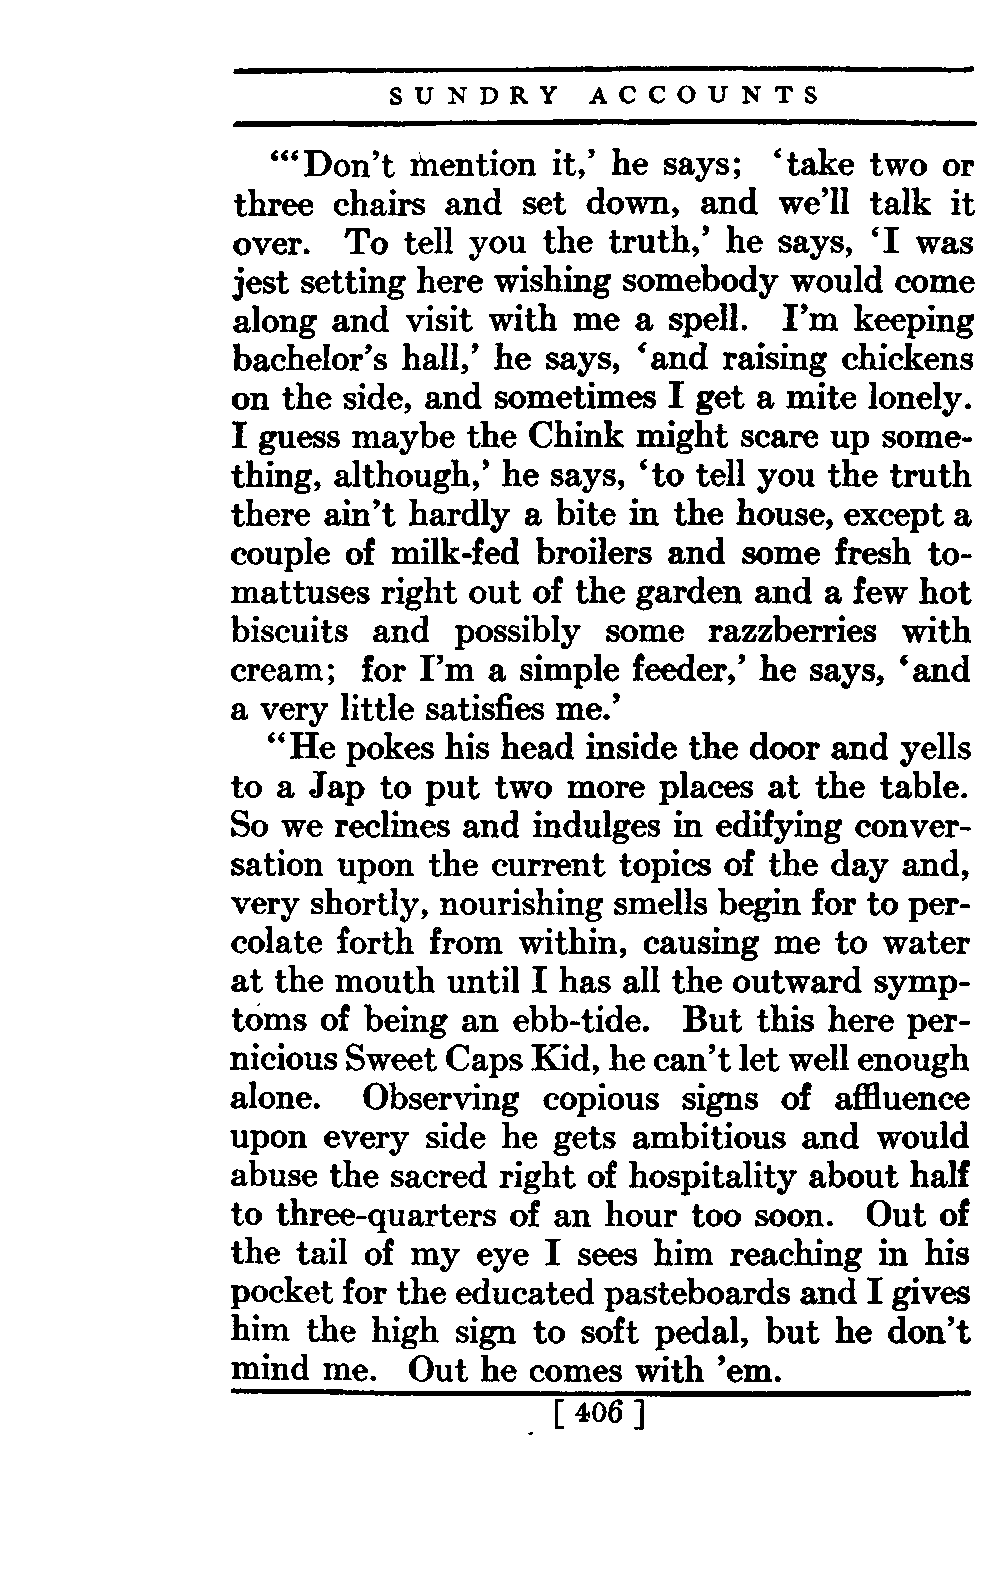 SUNDRY ACCOUNTS
“‘“Don’t mention it,’ he says; ‘take two or
three chairs and set down, and we’ll talk it
over. To tell you the truth,’ he says, ‘I was
jest setting here wishing somebody would come
along and visit with me a spell. I’m keeping
bachelor’s hall,’ he says, ‘and raising chickens
on the side, and sometimes I get a mite lonely.
I guess maybe the Chink might scare up some-
thing, although,’ he says, ‘to tell you the truth
there ain’t hardly a bite in the house, except a
couple of milk-fed broilers and some fresh to-
mattuses right out of the garden and a few hot
biscuits and possibly some razzberries with
cream; for I’m a simple feeder,’ he says, ‘and
a very little satisfies me.’
“He pokes his head inside the door and yells
to a Jap to put two more places at the table.
So we reclines and indulges in edifying conver-
sation upon the current topics of the day and,
very shortly, nourishing smells begin for to per-
colate forth from within, causing me to water
at the mouth until I has all the outward symp-
toms of being an ebb-tide. But this here per-
nicious Sweet Caps Kid, he can’t let well enough
alone. Observing copious signs of affluence
upon every side he gets ambitious and would
abuse the sacred right of hospitality about half
to three-quarters of an hour too soon. Out of
the tail of my eye I sees him reaching in his
pocket for the educated pasteboards and I gives
him the high sign to soft pedal, but he don’t
mind me. Out he comes with ’em.
[ 406 ]